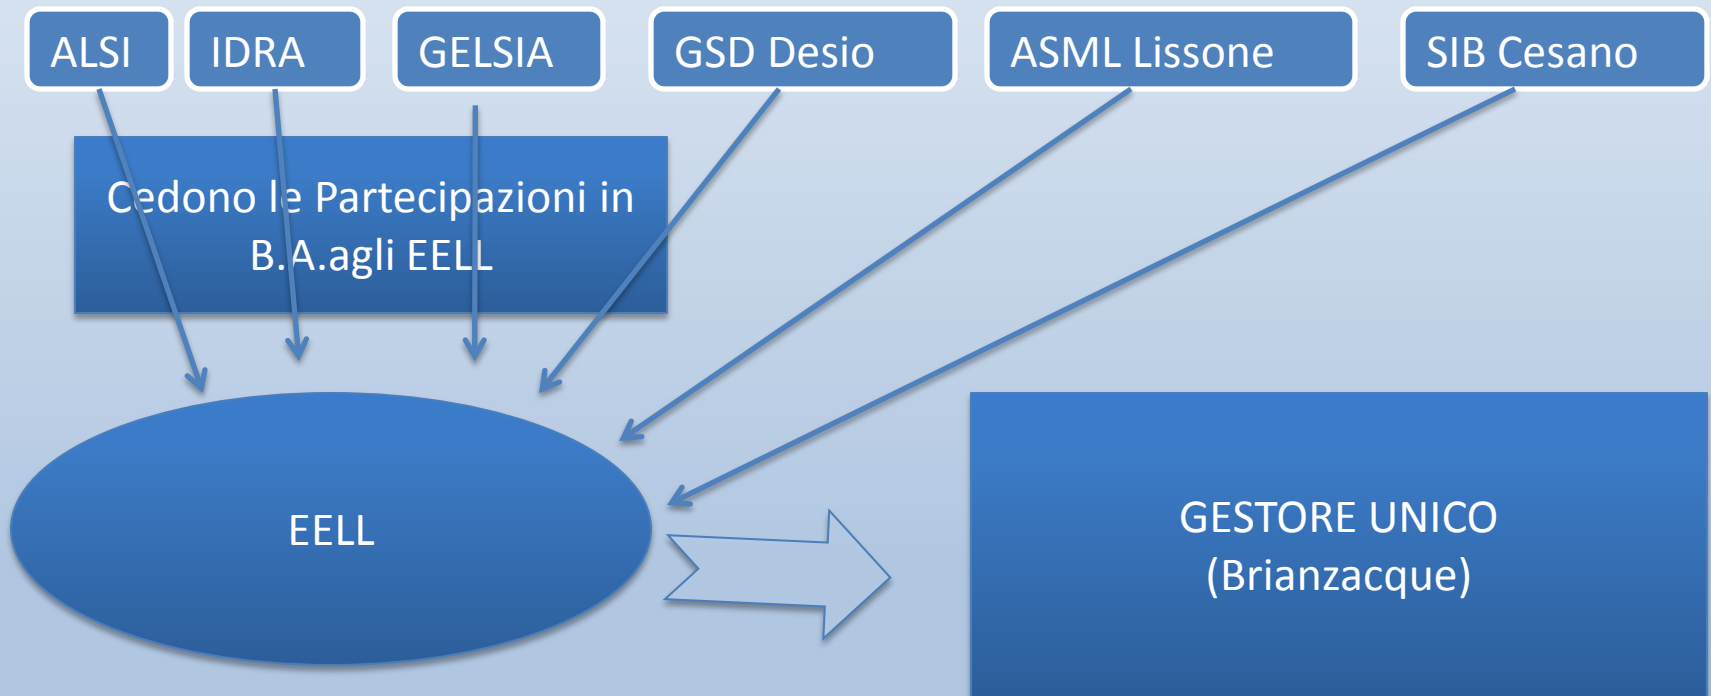 ALSI
IDRA
GELSIA
GSD Desio
ASML Lissone
SIB Cesano
Cedono le Partecipazioni in
B.A.agli EELL
EELL
GESTORE UNICO
(Brianzacque)